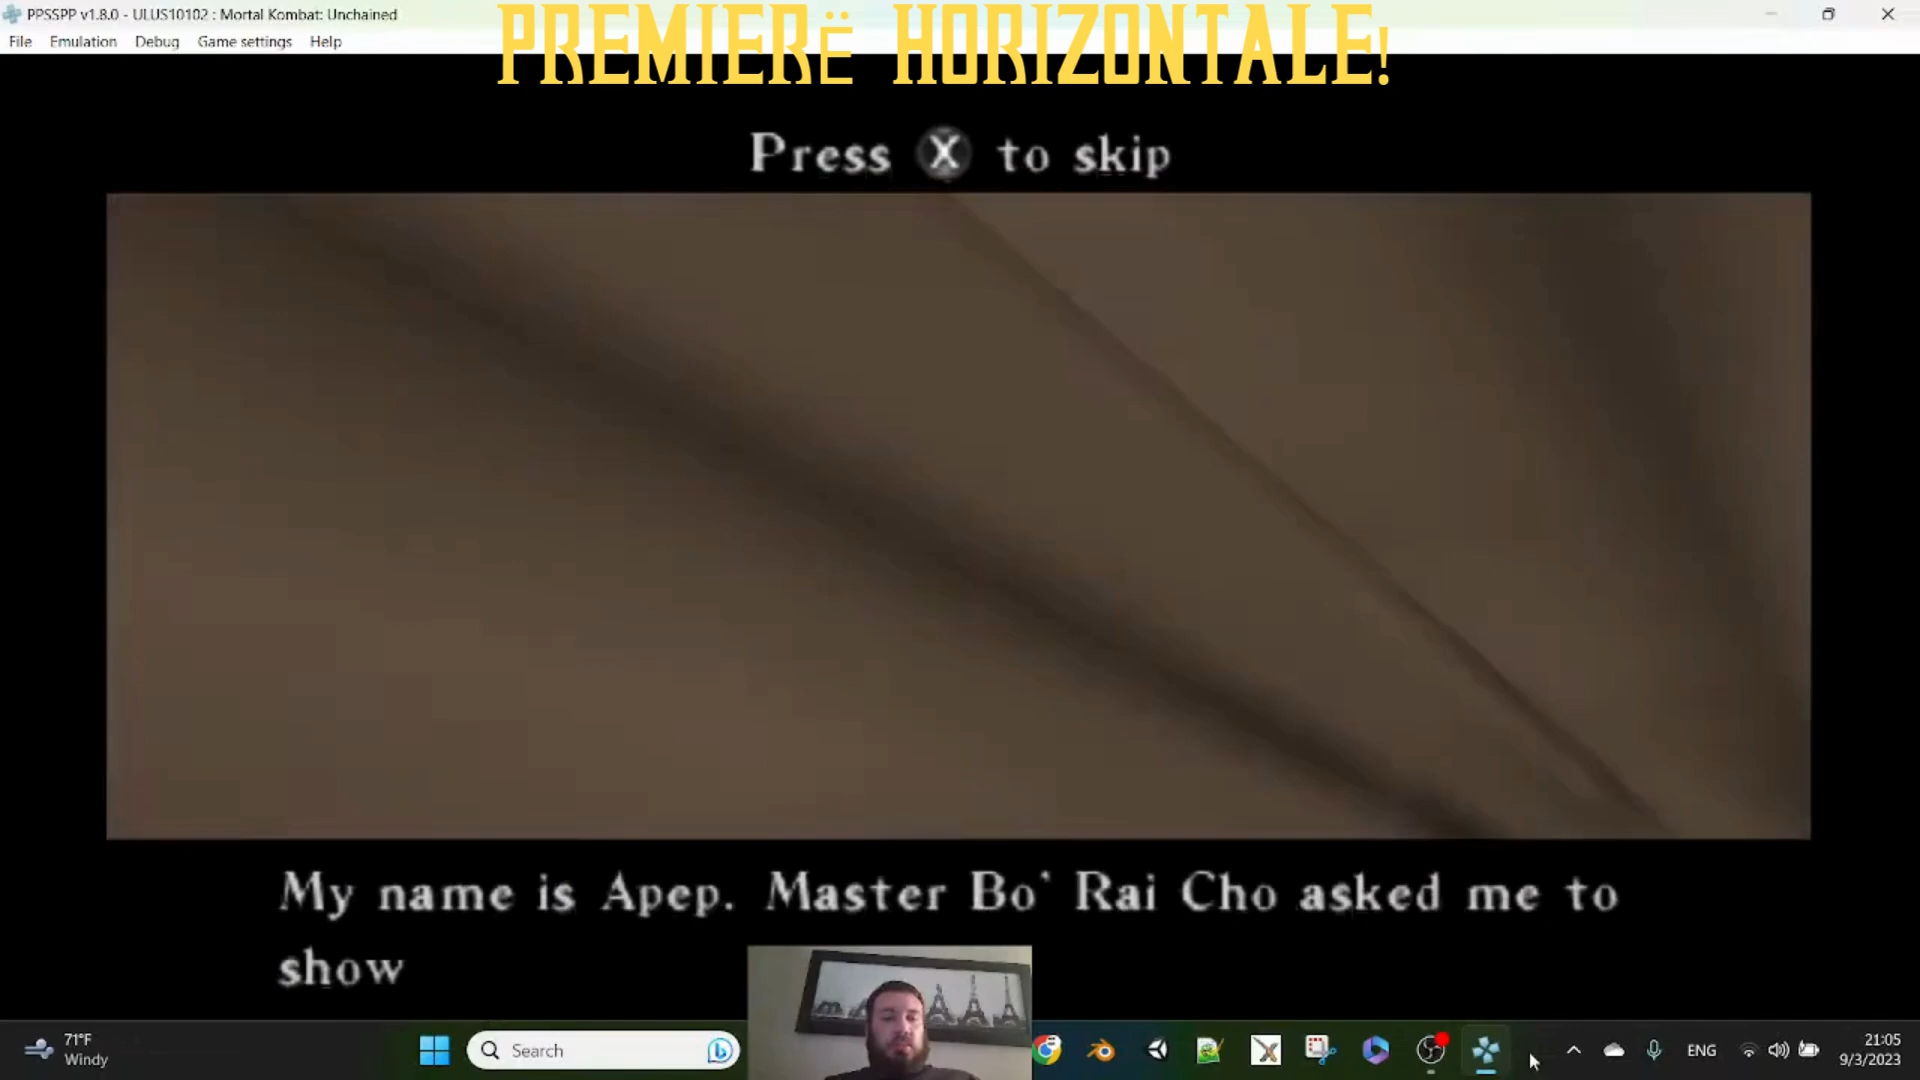 PPSSPP v1.8.0 - ULUS10102 : Mortal Kombat: Unchained
File Emulation Debug Game settings Help
PREMIERË HORIZONTALE!
Press X to skip
My name is Apep. Master Bo' Rai Cho asked me to
show
71°F
Windy
Search
ENG
21:05
9/3/2023